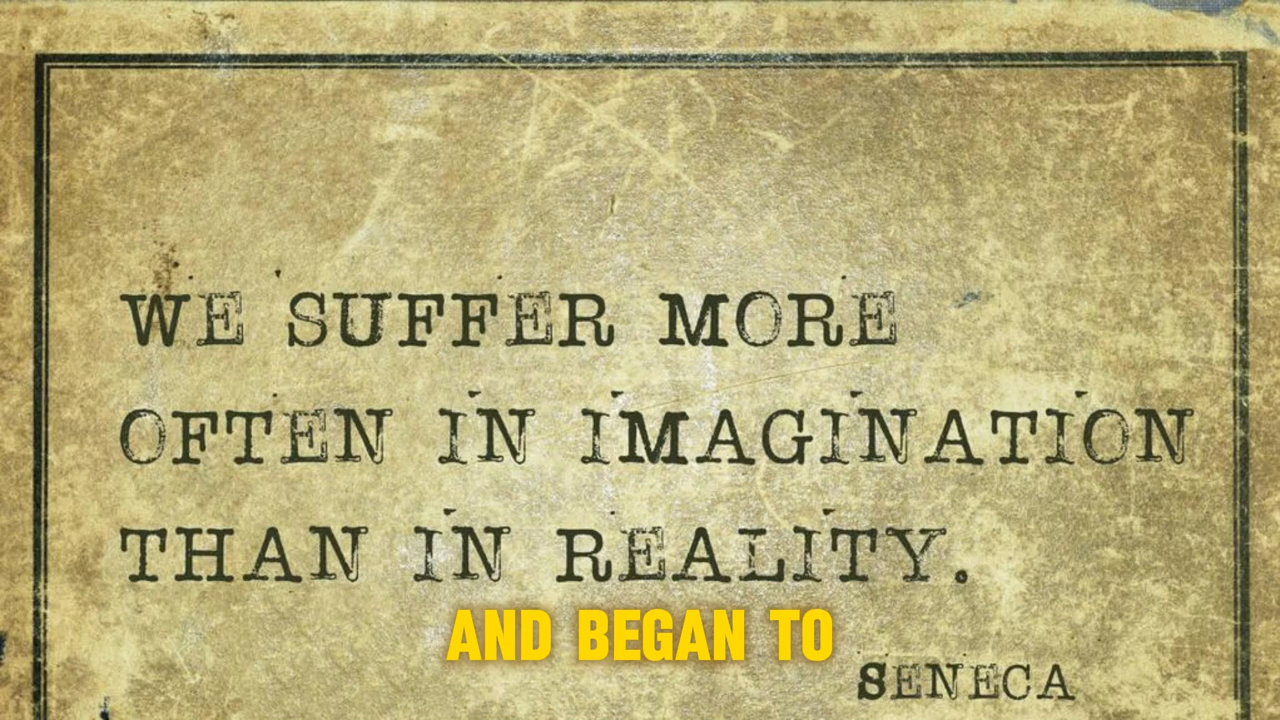 WE SUFFER MORE
OFTEN IN IMAGINATION
THAN IN REALITY.
AND BEGAN TO
SENECA